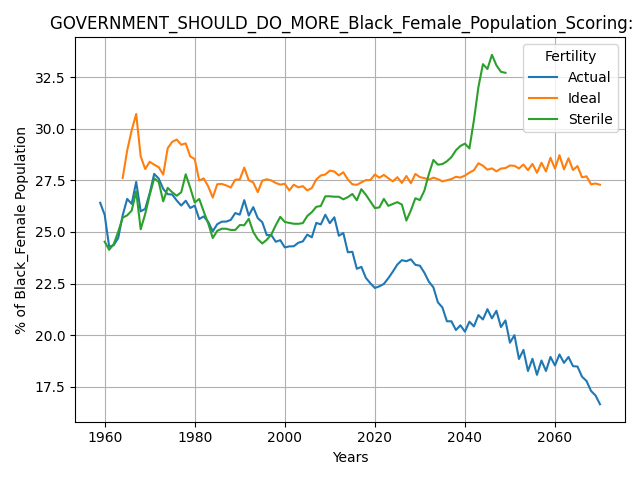 GOVERNMENT_SHOULD_DO_MORE_Black_Female_Population_Scoring:
Fertility
Actual
Ideal
Sterile
% of Black_Female Population
32.5
30.0
27.5
25.0
22.5
20.0
17.5
1960 1980 2000 2020 2040 2060
Years